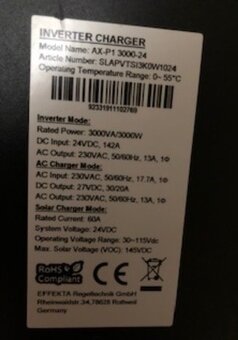 INVERTER CHARGER
Model Name: AX-P1 3000-24
Article Number: SLAPVTSI3K0W1024
Operating Temperature Range: 0~ 55°C
92331911102769
Inverter Mode:
Rated Power: 3000VA/3000W
DC Input: 24VDC, 142A
AC Output: 230VAC, 50/60Hz, 13A, 1Φ
AC Charger Mode:
AC Input: 230VAC, 50/60Hz, 17.7A, 1Φ
DC Output: 27VDC, 30/20A
AC Output: 230VAC, 50/60Hz, 13A, 1Φ
Solar Charger Mode:
Rated Current: 60A
System Voltage: 24VDC
Operating Voltage Range: 30~115Vdc
Max. Solar Voltage (VOC): 145VDC
RoHS
Compliant
CE
EFFEKTA Regeltechnik GmbH
Rheinwaldstr. 34,78628 Rottweil
Germany